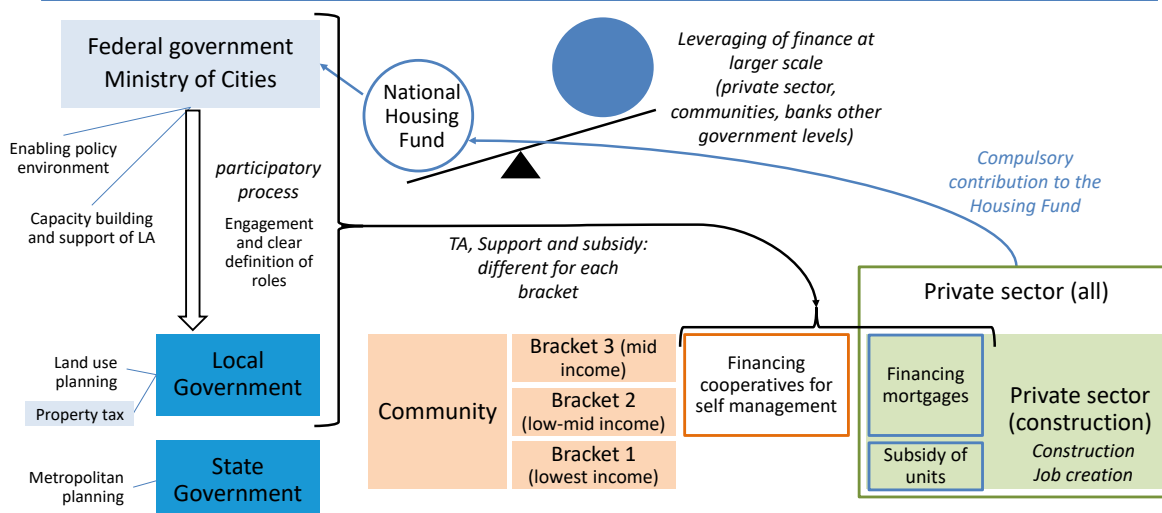 Federal government
Ministry of Cities
Enabling policy
environment
Capacity building
and support of LA
participatory
process
Engagement and
clear
definition of
roles
National
Housing
Fund
Leveraging of finance at
larger scale
(private sector,
communities, banks other
government levels)
Compulsory
contribution to the
Housing Fund
TA, Support and subsidy:
different for each
bracket
Land use
planning
Property tax
Local
Government
Metropolitan
planning
State
Government
Community
Bracket 3 (mid
income)
Bracket 2
(low-mid income)
Bracket 1
(lowest income)
Financing
cooperatives for
self management
Private sector (all)
Financing
mortgages
Subsidy of
units
Private sector
(construction)
Construction
Job creation